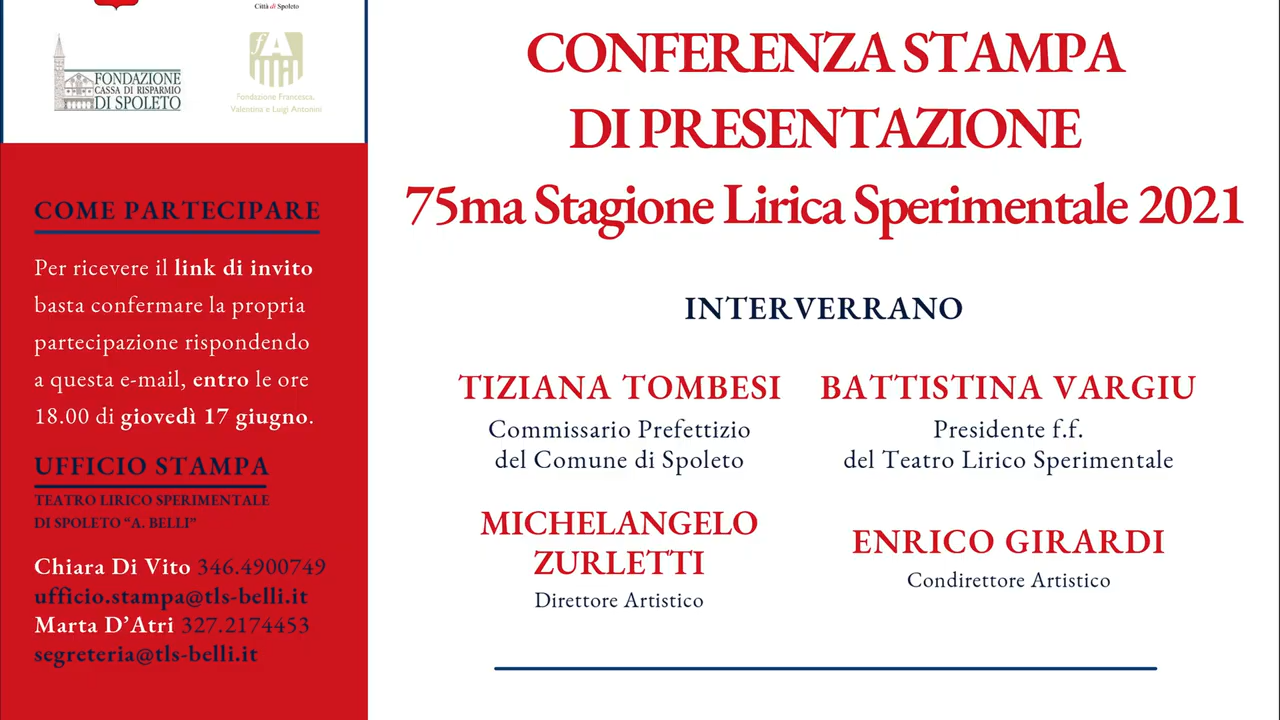 Città di Spoleto
FONDAZIONE
CASSA DI RISPARMIO
DI SPOLETO
Fondazione Francesca,
Valentina e Luigi Antonini
COME PARTECIPARE
Per ricevere il link di invito
basta confermare la propria
partecipazione rispondendo
a questa e-mail, entro le ore
18.00 di giovedì 17 giugno.
UFFICIO STAMPA
TEATRO LIRICO SPERIMENTALE
DI SPOLETO “A. BELLI”
Chiara Di Vito 346.4900749
ufficio.stampa@tls-belli.it
Marta D’Atri 327.2174453
segreteria@tls-belli.it
CONFERENZA STAMPA
DI PRESENTAZIONE
75ma Stagione Lirica Sperimentale 2021
INTERVERRANO
TIZIANA TOMBESI
Commissario Prefettizio
del Comune di Spoleto
BATTISTINA VARGIU
Presidente f.f.
del Teatro Lirico Sperimentale
MICHELANGELO
ZURLETTI
Direttore Artistico
ENRICO GIRARDI
Condirettore Artistico